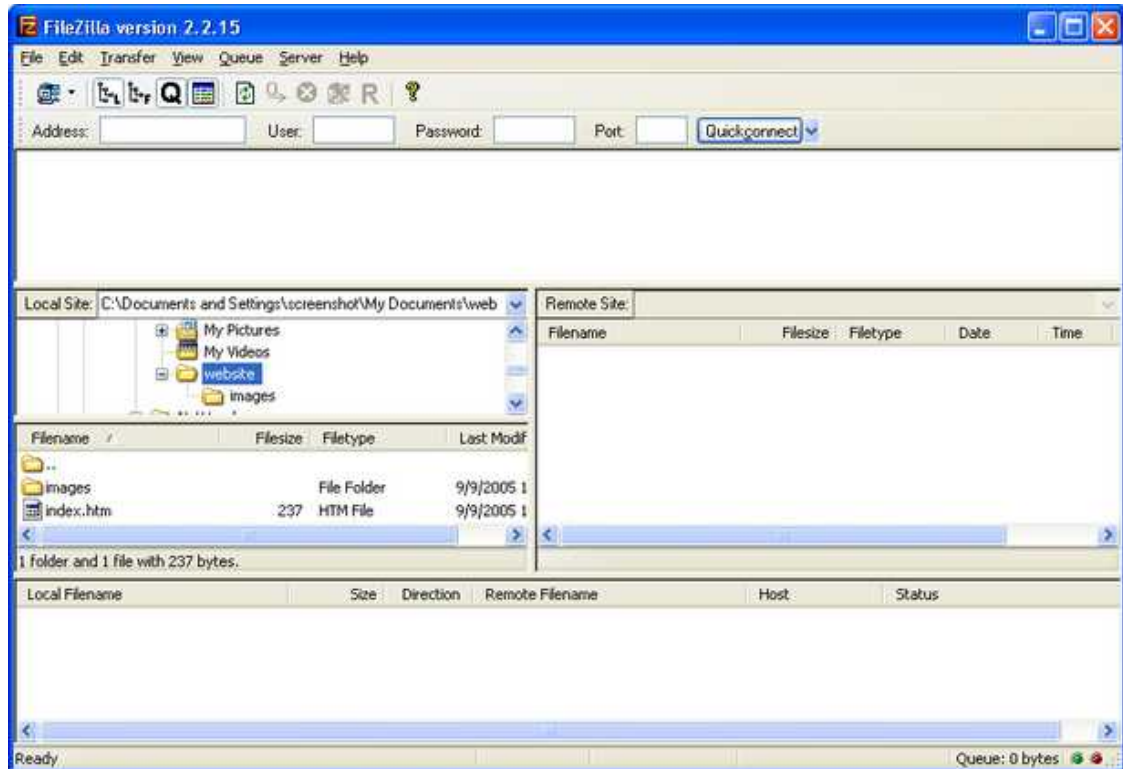 FileZilla version 2.2.15
File Edit Transfer View Queue Server Help
Q R ?
Address: User: Password: Port: Quickconnect
Local Site: C:\Documents and Settings\screenshot\My Documents\web Remote Site:
My Pictures
My Videos
website
images
Filename Filesize Filetype Date Time
Filename Filesize Filetype Last Modif
..
images File Folder 9/9/2005 1
index.htm 237 HTM File 9/9/2005 1
1 folder and 1 file with 237 bytes.
Local Filename Size Direction Remote Filename Host Status
Ready Queue: 0 bytes